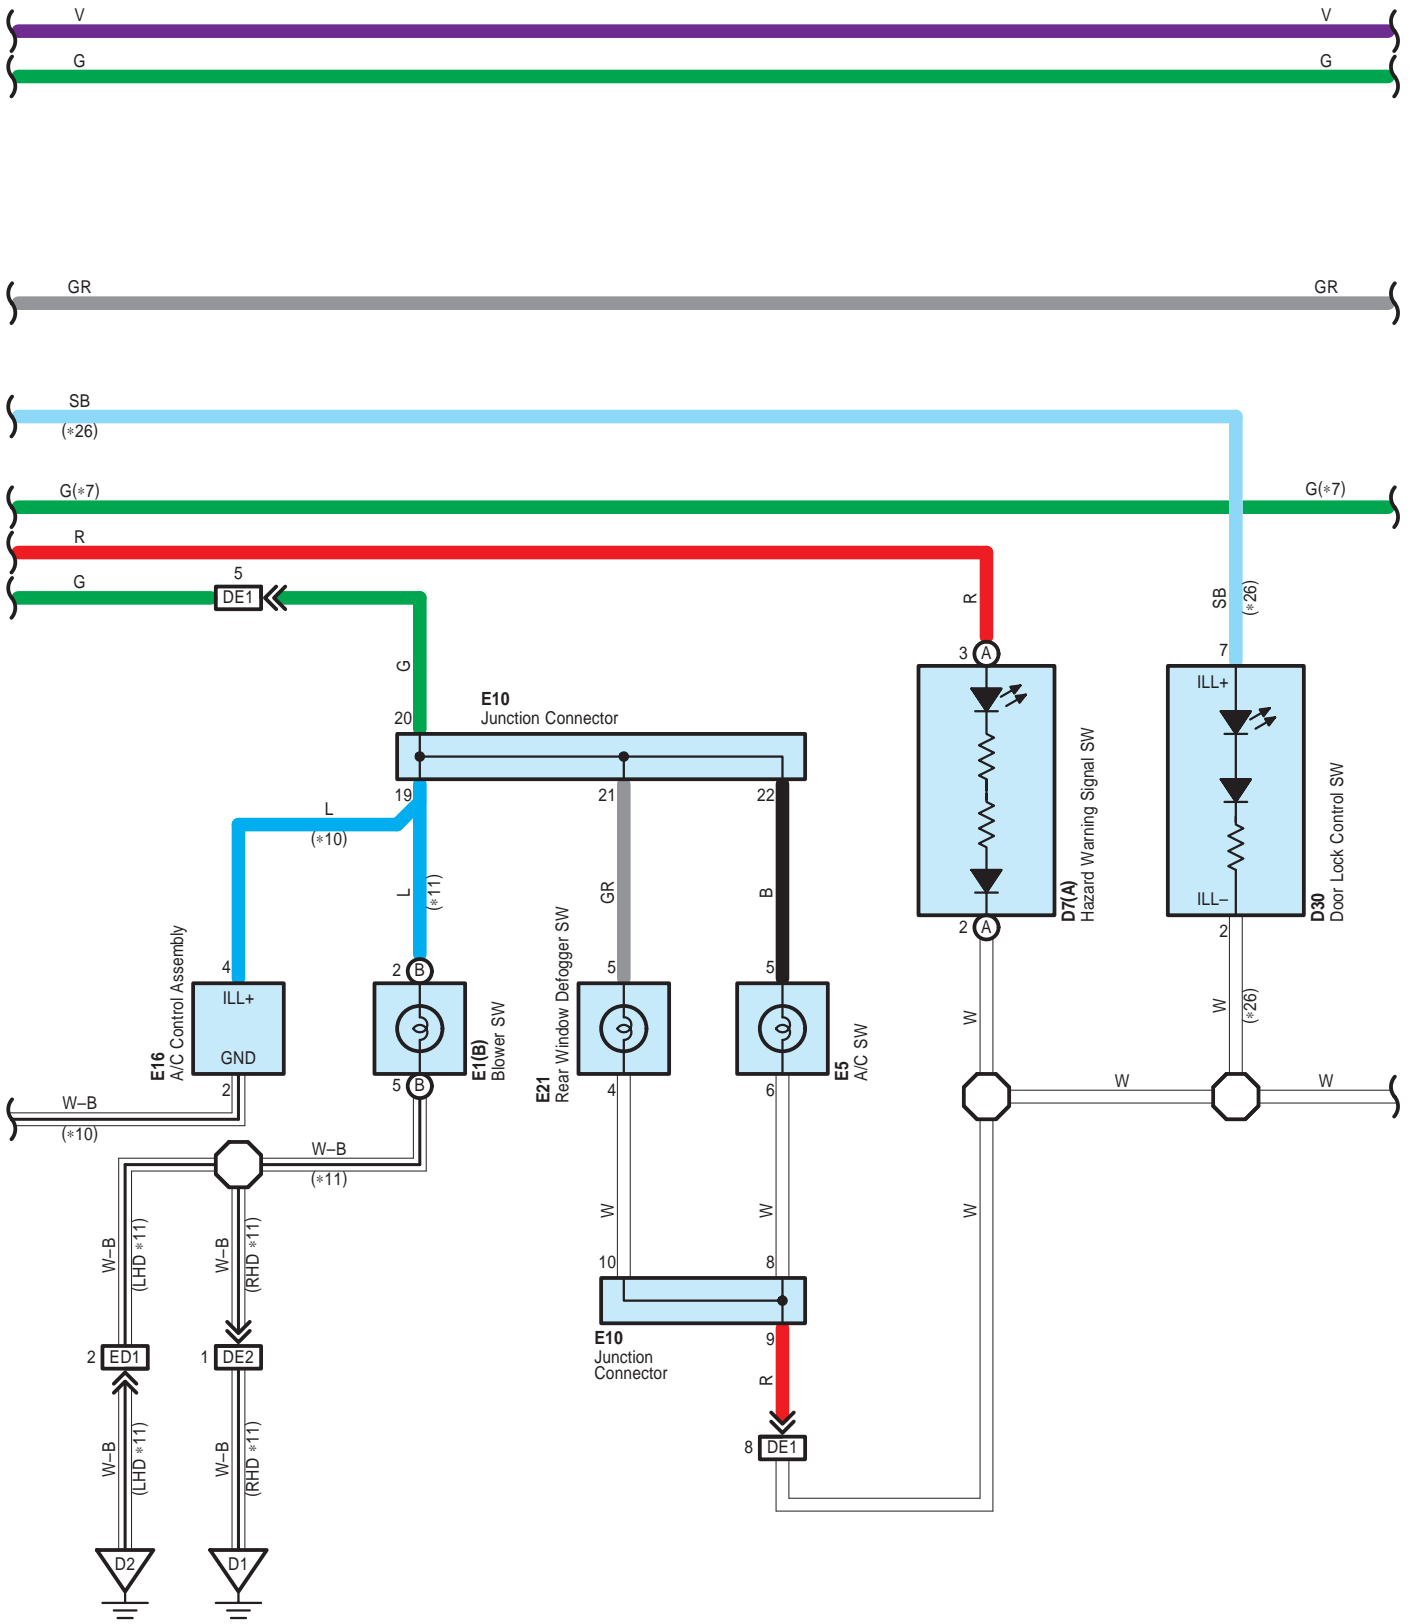 V
V
G
G
GR
GR
SB
(*26)
G(*7)
G(*7)
R
G
5
DE1
R
SB
(*26)
G
3
A
7
E10
Junction Connector
20
ILL+
19
21
22
L
(*10)
L
(*11)
GR
B
D7(A)
Hazard Warning Signal SW
ILL–
D30
Door Lock Control SW
2
A
2
4
2
B
5
5
E16
A/C Control Assembly
ILL+
GND
E1(B)
Blower SW
E21
Rear Window Defogger SW
E5
A/C SW
W
W
(*26)
2
5
B
4
6
W
W
W–B
(*10)
W–B
(*11)
W–B
(LHD *11)
W–B
(RHD *11)
W
W
W
10
8
2
ED1
1
DE2
E10
Junction
Connector
9
R
W–B
(LHD *11)
W–B
(RHD *11)
8
DE1
D2
D1